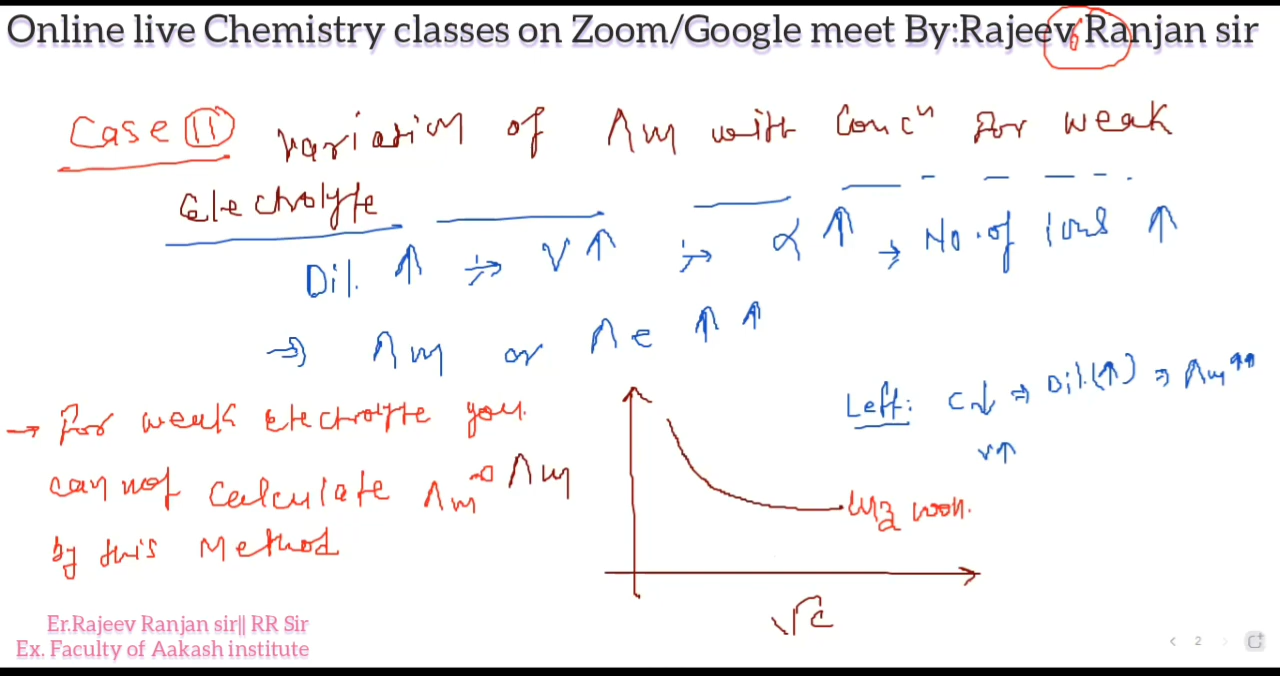 Online live Chemistry classes on Zoom/Google meet By:Rajeev Ranjan sir
Case II variation of Λm with Concⁿ for weak
Electrolyte
Dil. ↑ ⇒ V ↑ ⇒ α ↑ → No. of ions ↑
⇒ Λm or Λe ↑ ↑
Left: C↓ ⇒ Dil.(↑) ⇒ Λm↑↑
V↑
→ For weak electrolyte you
can not calculate Λm
by this Method
Λm
√c
Er.Rajeev Ranjan sir|| RR Sir
Ex. Faculty of Aakash institute
2